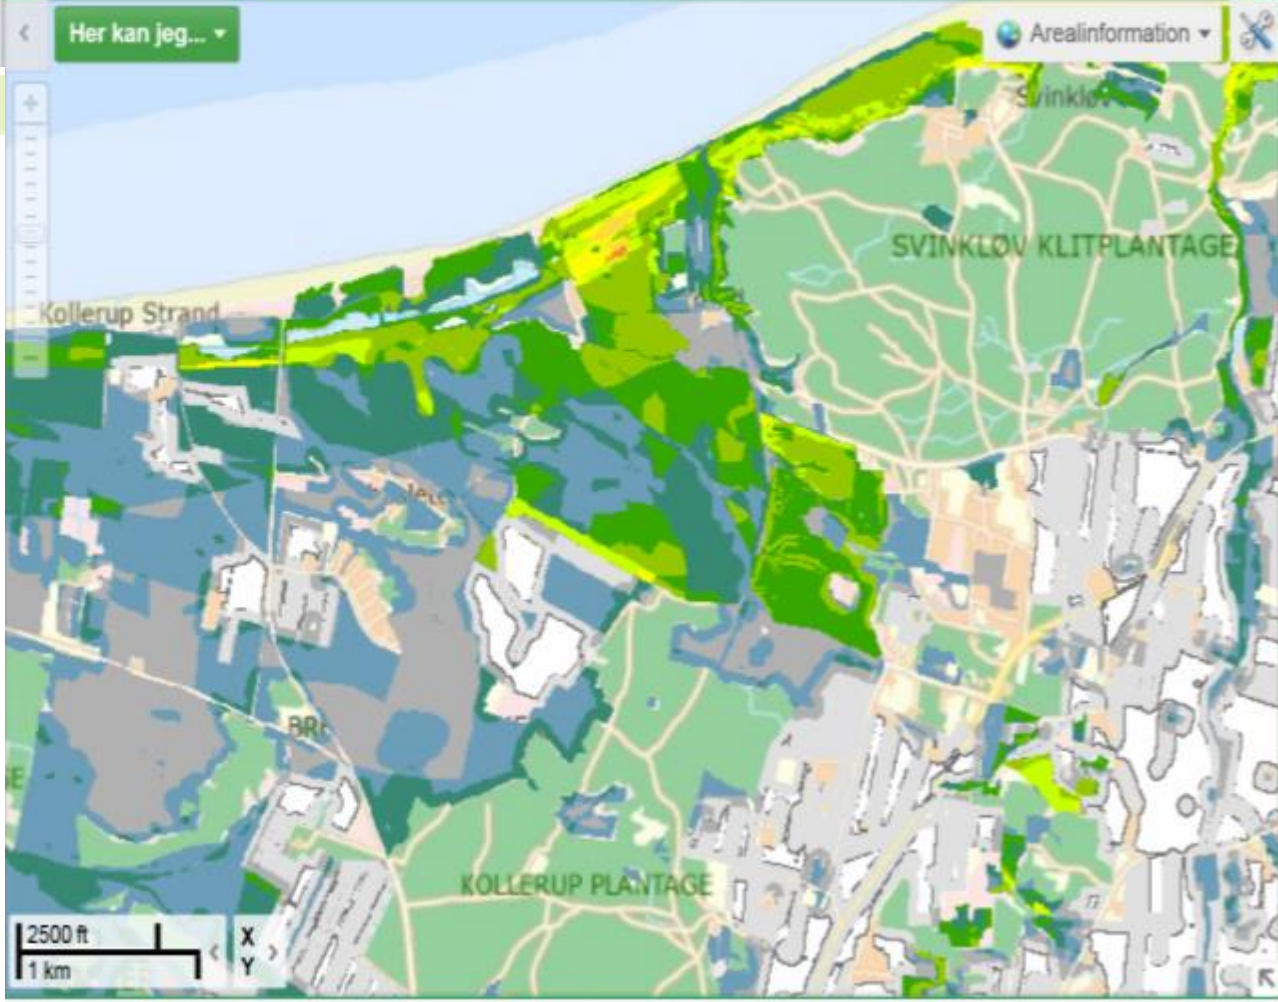 Her kan jeg...
Arealinformation
Svinkløv
SVINKLØV KLITPLANTAGE
Kollerup Strand
KOLLERUP PLANTAGE
2500 ft
1 km
X
Y